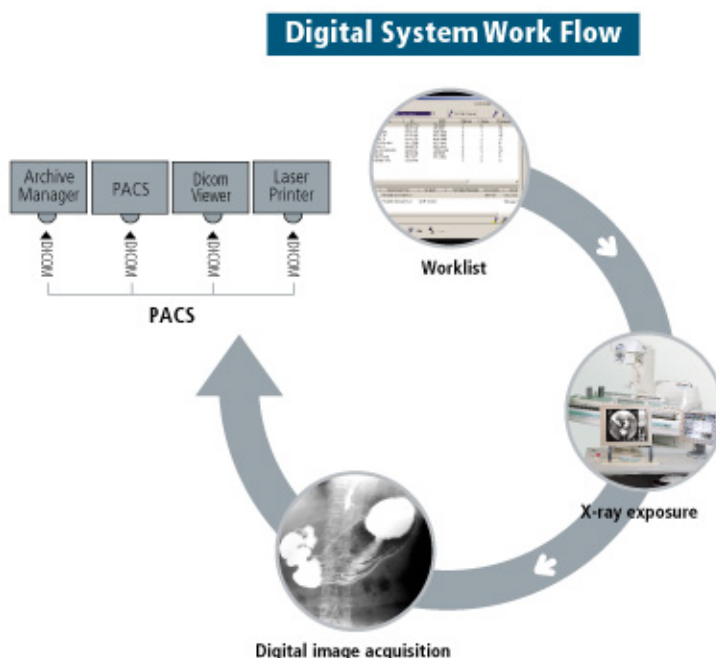 Digital System Work Flow
Archive
Manager
PACS
Dicom
Viewer
Laser
Printer
DICOM
DICOM
DICOM
DICOM
PACS
Worklist
X-ray exposure
Digital image acquisition